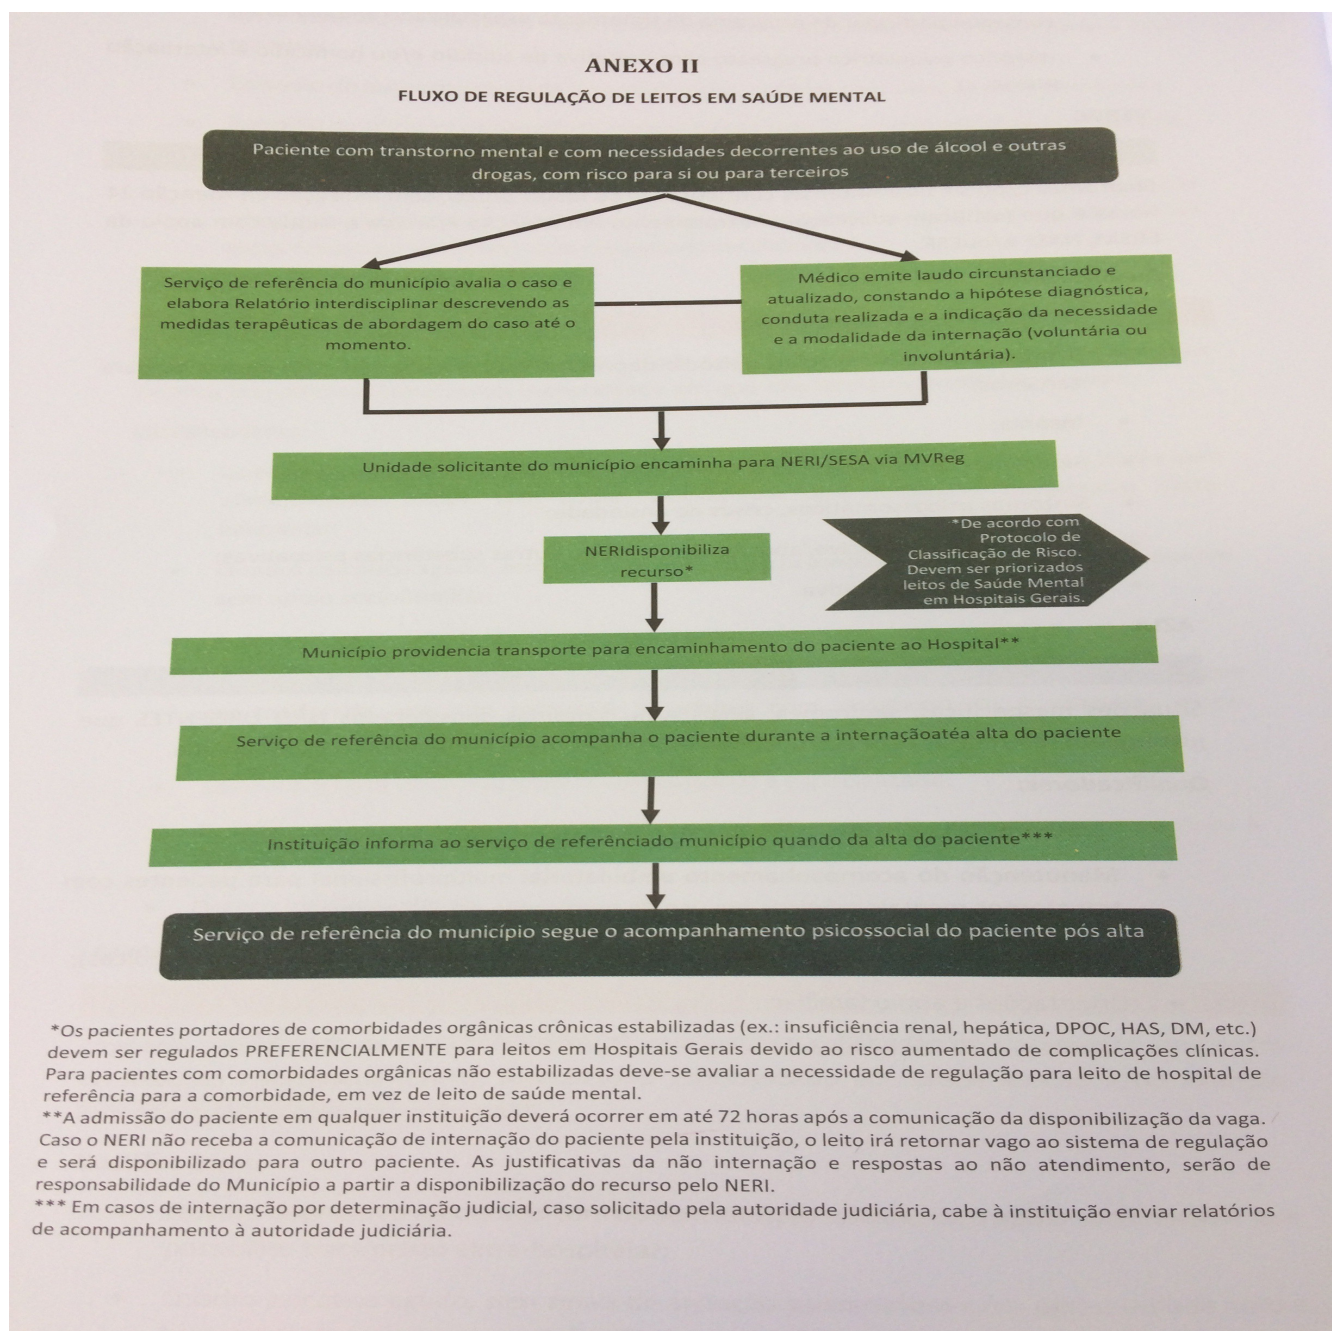 ANEXO II
FLUXO DE REGULAÇÃO DE LEITOS EM SAÚDE MENTAL
Paciente com transtorno mental e com necessidades decorrentes ao uso de álcool e outras
drogas, com risco para si ou para terceiros
Serviço de referência do município avalia o caso e
elabora Relatório interdisciplinar descrevendo as
medidas terapêuticas de abordagem do caso até o
momento.
Médico emite laudo circunstanciado e
atualizado, constando a hipótese diagnóstica,
conduta realizada e a indicação da necessidade
e a modalidade da internação (voluntária ou
involuntária).
Unidade solicitante do município encaminha para NERI/SESA via MVReg
NERIdisponibiliza
recurso*
*De acordo com
Protocolo de
Classificação de Risco.
Devem ser priorizados
leitos de Saúde Mental
em Hospitais Gerais.
Município providencia transporte para encaminhamento do paciente ao Hospital**
Serviço de referência do município acompanha o paciente durante a internaçãoatéa alta do paciente
Instituição informa ao serviço de referênciado município quando da alta do paciente***
Serviço de referência do município segue o acompanhamento psicossocial do paciente pós alta
*Os pacientes portadores de comorbidades orgânicas crônicas estabilizadas (ex.: insuficiência renal, hepática, DPOC, HAS, DM, etc.)
devem ser regulados PREFERENCIALMENTE para leitos em Hospitais Gerais devido ao risco aumentado de complicações clínicas.
Para pacientes com comorbidades orgânicas não estabilizadas deve-se avaliar a necessidade de regulação para leito de hospital de
referência para a comorbidade, em vez de leito de saúde mental.
**A admissão do paciente em qualquer instituição deverá ocorrer em até 72 horas após a comunicação da disponibilização da vaga.
Caso o NERI não receba a comunicação de internação do paciente pela instituição, o leito irá retornar vago ao sistema de regulação
e será disponibilizado para outro paciente. As justificativas da não internação e respostas ao não atendimento, serão de
responsabilidade do Município a partir a disponibilização do recurso pelo NERI.
*** Em casos de internação por determinação judicial, caso solicitado pela autoridade judiciária, cabe à instituição enviar relatórios
de acompanhamento à autoridade judiciária.